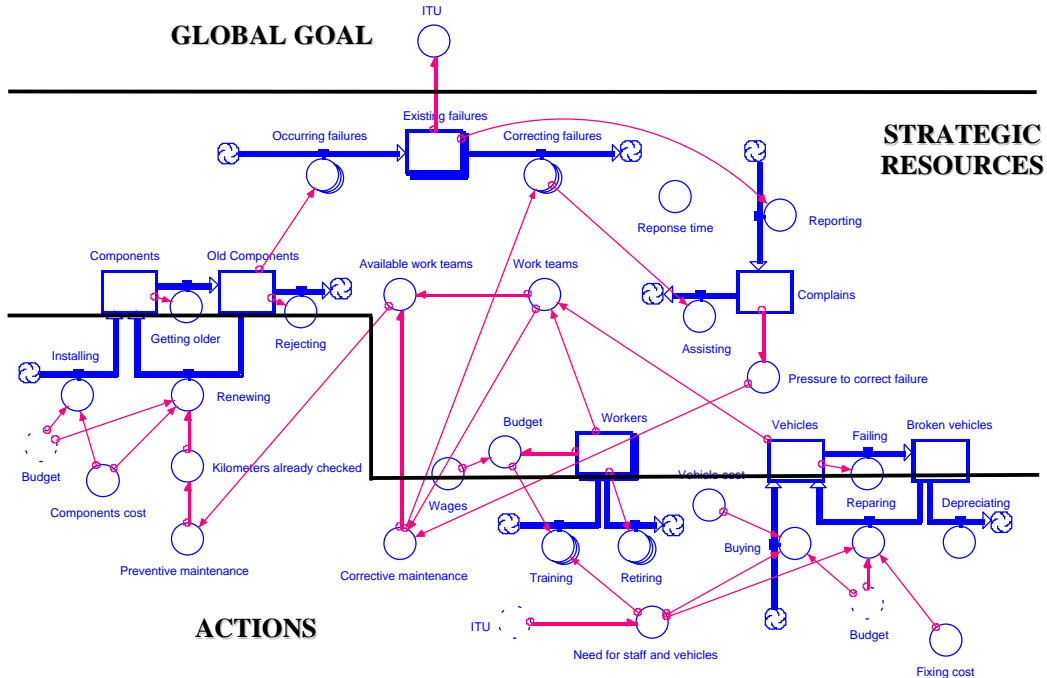 ITU
GLOBAL GOAL
Existing failures
Occurring failures
Correcting failures
STRATEGIC
RESOURCES
Reponse time
Reporting
Components
Old Components
Available work teams
Work teams
Complains
Getting older
Rejecting
Assisting
Installing
Renewing
Pressure to correct failure
Budget
Workers
Vehicles
Failing
Broken vehicles
Budget
Kilometers already checked
Vehicle cost
Components cost
Wages
Reparing
Depreciating
Buying
Preventive maintenance
Corrective maintenance
Training
Retiring
ACTIONS
ITU
Budget
Need for staff and vehicles
Fixing cost